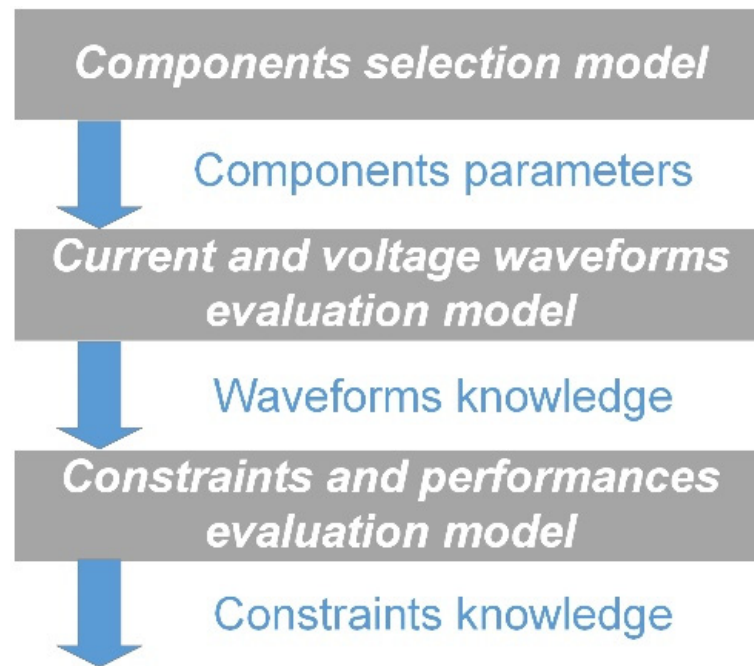 Components selection model
Components parameters
Current and voltage waveforms
evaluation model
Waveforms knowledge
Constraints and performances
evaluation model
Constraints knowledge